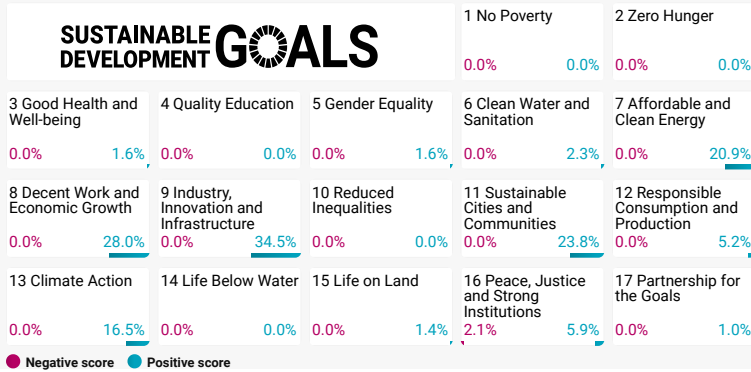 SUSTAINABLE
DEVELOPMENT
GOALS
1 No Poverty
0.0% 0.0%
2 Zero Hunger
0.0% 0.0%
3 Good Health and
Well-being
0.0% 1.6%
4 Quality Education
0.0% 0.0%
5 Gender Equality
0.0% 1.6%
6 Clean Water and
Sanitation
0.0% 2.3%
7 Affordable and
Clean Energy
0.0% 20.9%
8 Decent Work and
Economic Growth
0.0% 28.0%
9 Industry,
Innovation and
Infrastructure
0.0% 34.5%
10 Reduced
Inequalities
0.0% 0.0%
11 Sustainable
Cities and
Communities
0.0% 23.8%
12 Responsible
Consumption and
Production
0.0% 5.2%
13 Climate Action
0.0% 16.5%
14 Life Below Water
0.0% 0.0%
15 Life on Land
0.0% 1.4%
16 Peace, Justice
and Strong
Institutions
2.1% 5.9%
17 Partnership for
the Goals
0.0% 1.0%
Negative score Positive score